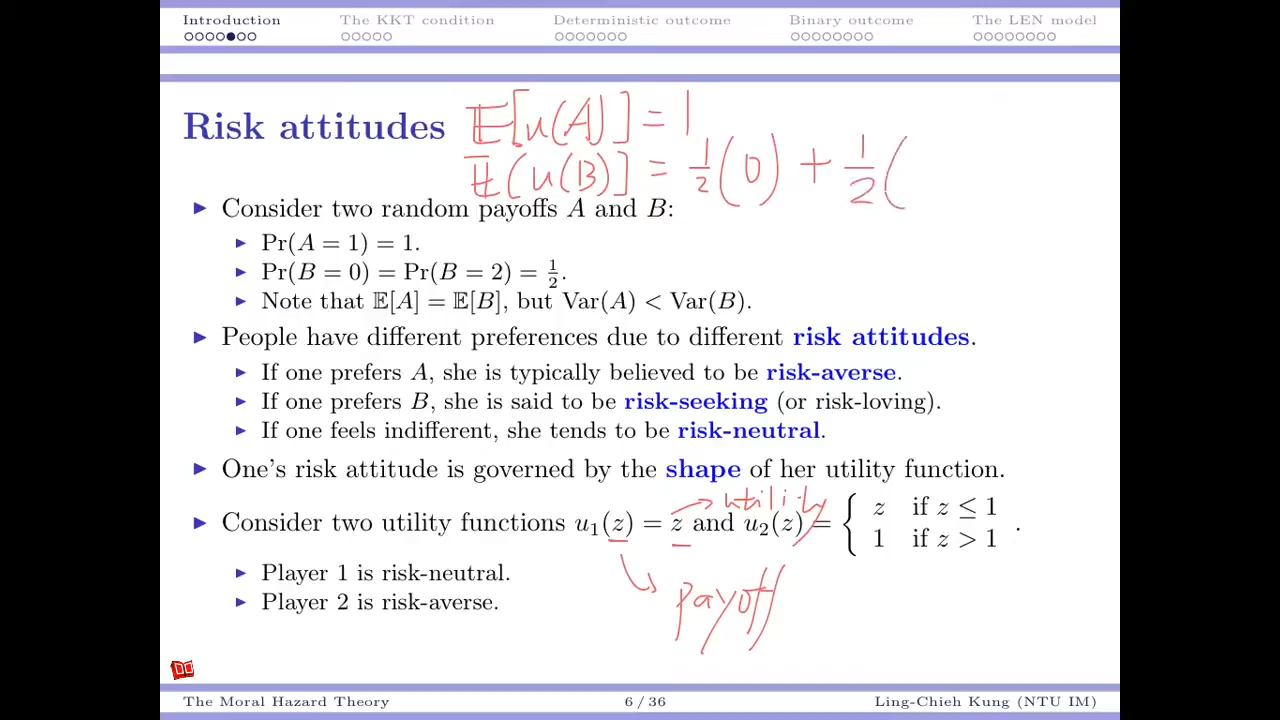 Introduction The KKT condition Deterministic outcome Binary outcome The LEN model
Risk attitudes
𝔼[u(A)] = 1
𝔼[u(B)] = 1/2 (0) + 1/2 (
▶ Consider two random payoffs A and B:
▶ Pr(A = 1) = 1.
▶ Pr(B = 0) = Pr(B = 2) = 1/2.
▶ Note that 𝔼[A] = 𝔼[B], but Var(A) < Var(B).
▶ People have different preferences due to different risk attitudes.
▶ If one prefers A, she is typically believed to be risk-averse.
▶ If one prefers B, she is said to be risk-seeking (or risk-loving).
▶ If one feels indifferent, she tends to be risk-neutral.
▶ One's risk attitude is governed by the shape of her utility function.
→ utility
▶ Consider two utility functions u₁(z) = z and u₂(z) = { z if z ≤ 1
1 if z > 1 .
▶ Player 1 is risk-neutral.
payoff
▶ Player 2 is risk-averse.
The Moral Hazard Theory 6 / 36 Ling-Chieh Kung (NTU IM)